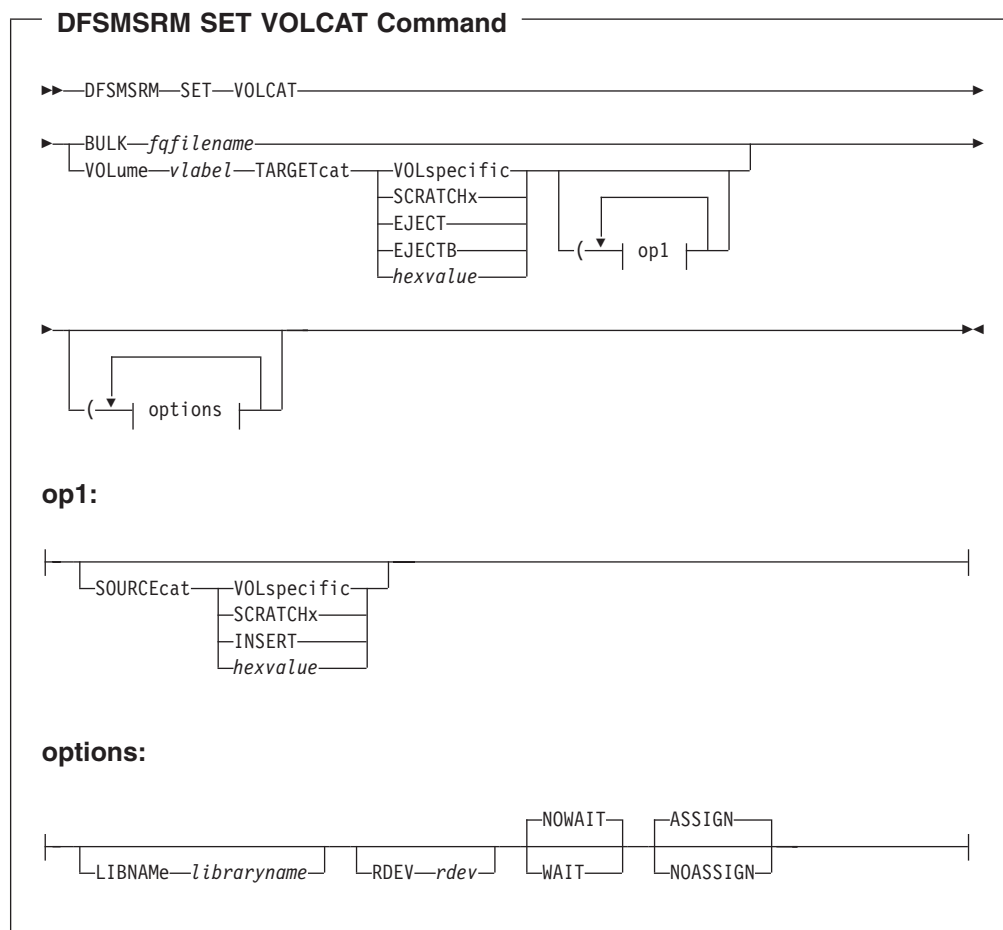 DFSMSRM SET VOLCAT Command
DFSMSRM SET VOLCAT
BULK fqfilename
VOLume vlabel TARGETcat VOLspecific
SCRATCHx
EJECT
EJECTB
hexvalue
( op1
( options
op1:
SOURCEcat VOLspecific
SCRATCHx
INSERT
hexvalue
options:
NOWAIT ASSIGN
LIBNAMe libraryname RDEV rdev WAIT NOASSIGN